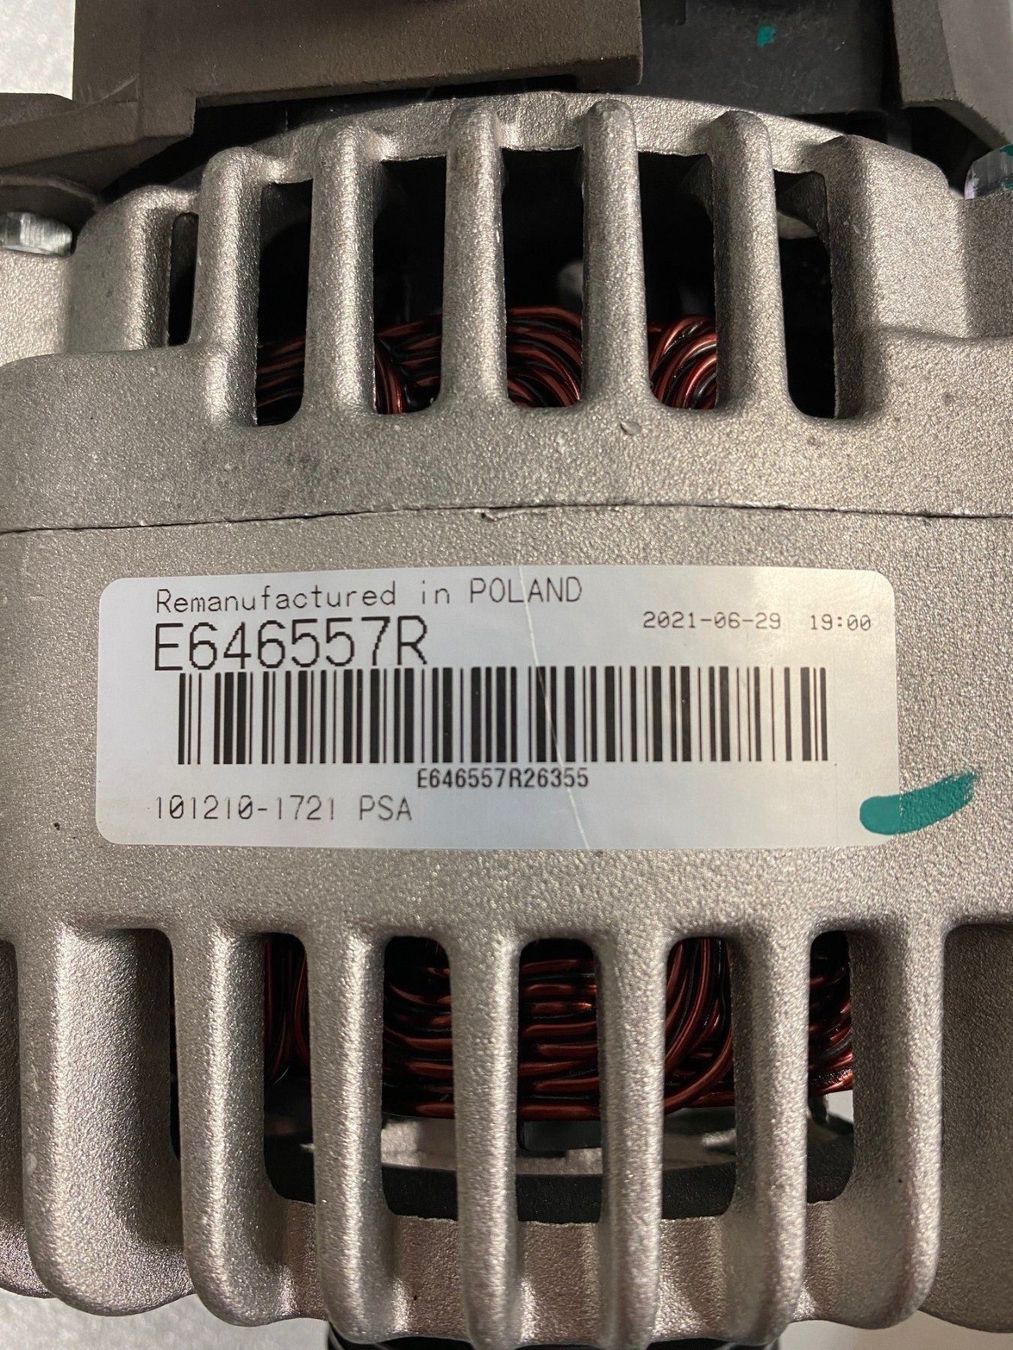 Remanufactured in POLAND
E646557R
2021-06-29 19:00
E646557R26355
101210-1721 PSA